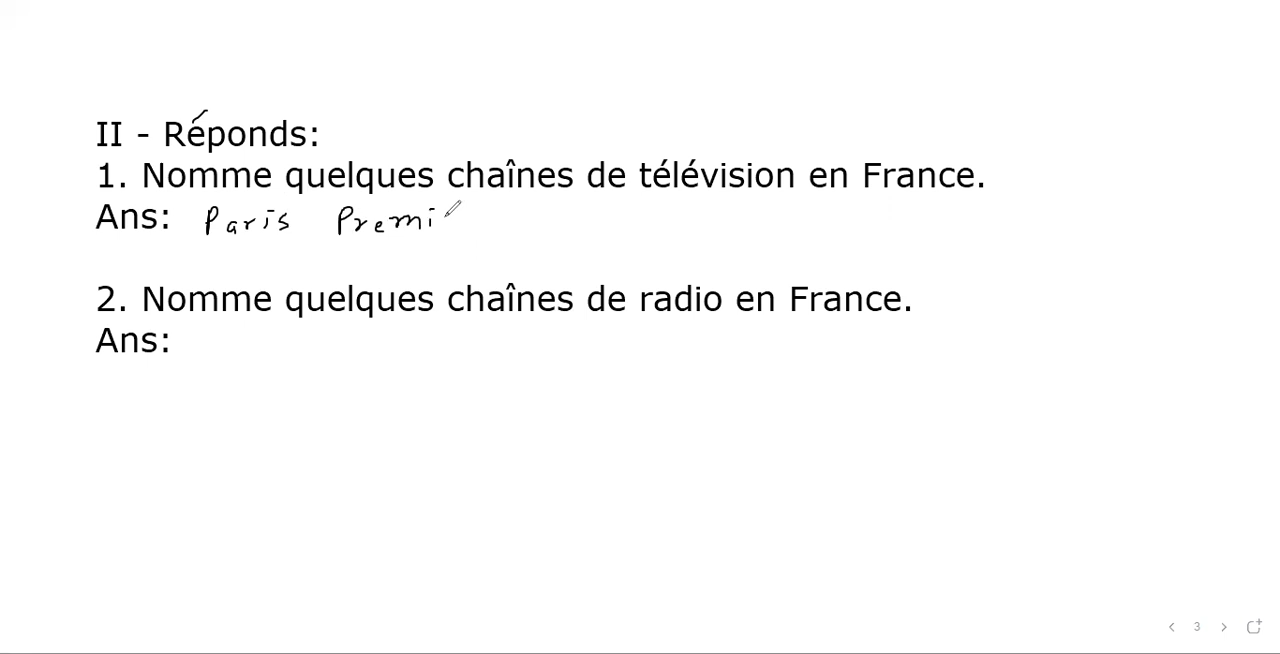 II - Réponds:
1. Nomme quelques chaînes de télévision en France.
Ans: Paris Premi
2. Nomme quelques chaînes de radio en France.
Ans:
3